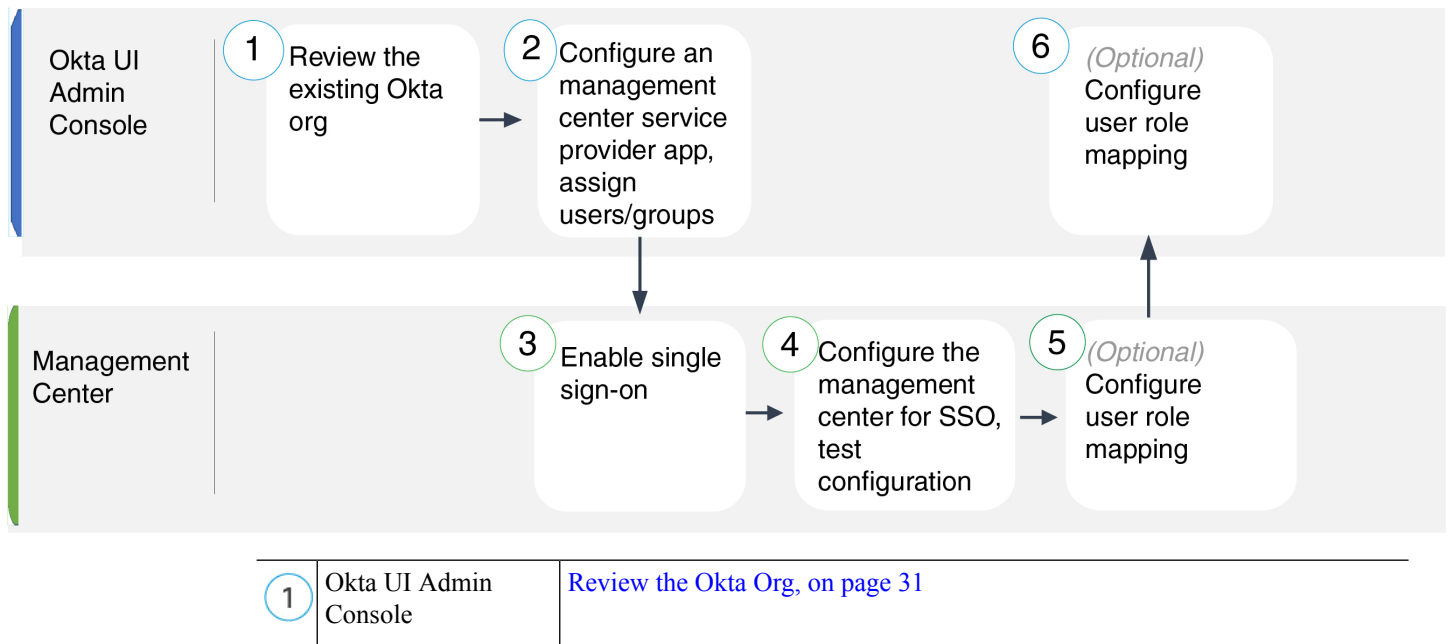 Okta UI
Admin
Console
1
Review the
existing Okta
org
2
Configure an
management
center service
provider app,
assign
users/groups
6
(Optional)
Configure
user role
mapping
Management
Center
3
Enable single
sign-on
4
Configure the
management
center for SSO,
test
configuration
5
(Optional)
Configure
user role
mapping
1
Okta UI Admin
Console
Review the Okta Org, on page 31